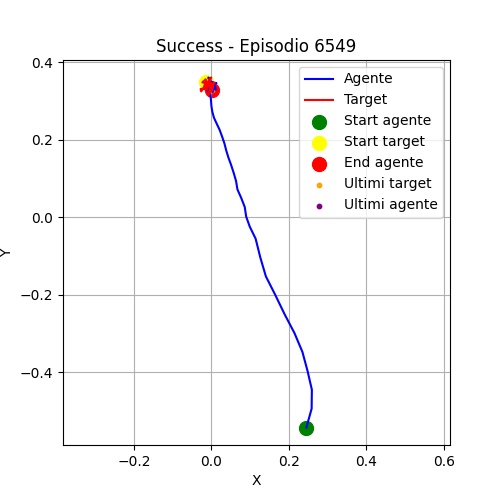 Success - Episodio 6549
0.4
0.2
0.0
−0.2
−0.4
Y
−0.2
0.0
0.2
0.4
0.6
X
Agente
Target
Start agente
Start target
End agente
Ultimi target
Ultimi agente